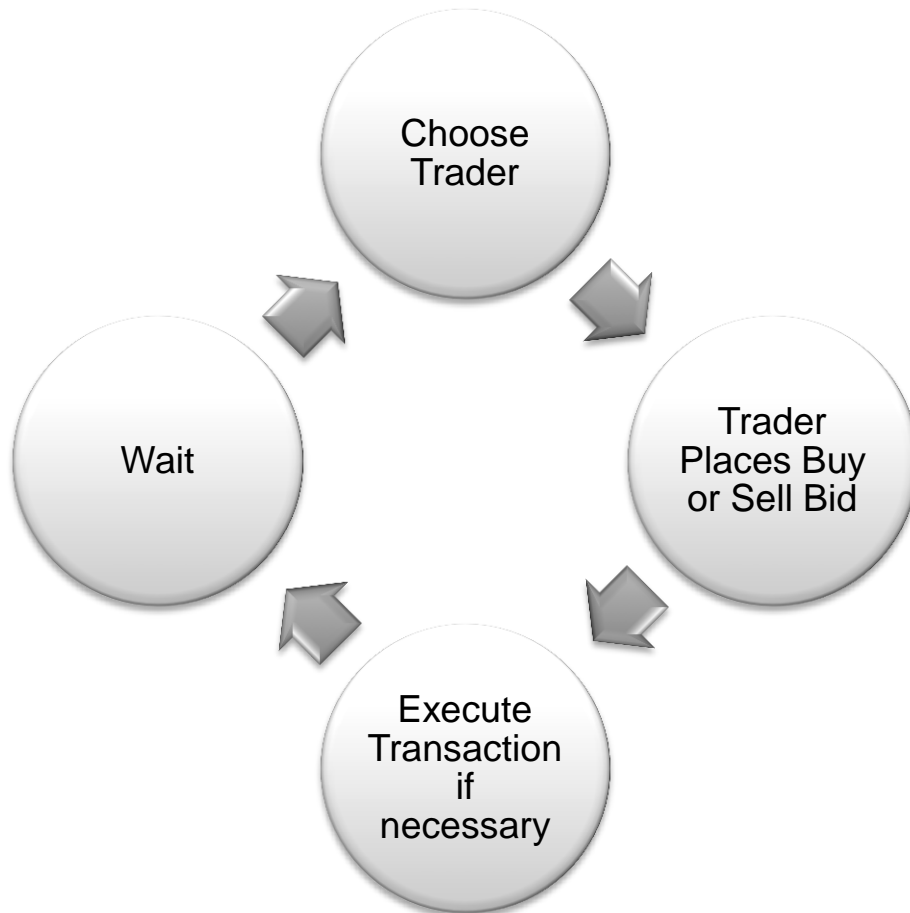 Choose
Trader
Trader
Places Buy
or Sell Bid
Execute
Transaction
if
necessary
Wait